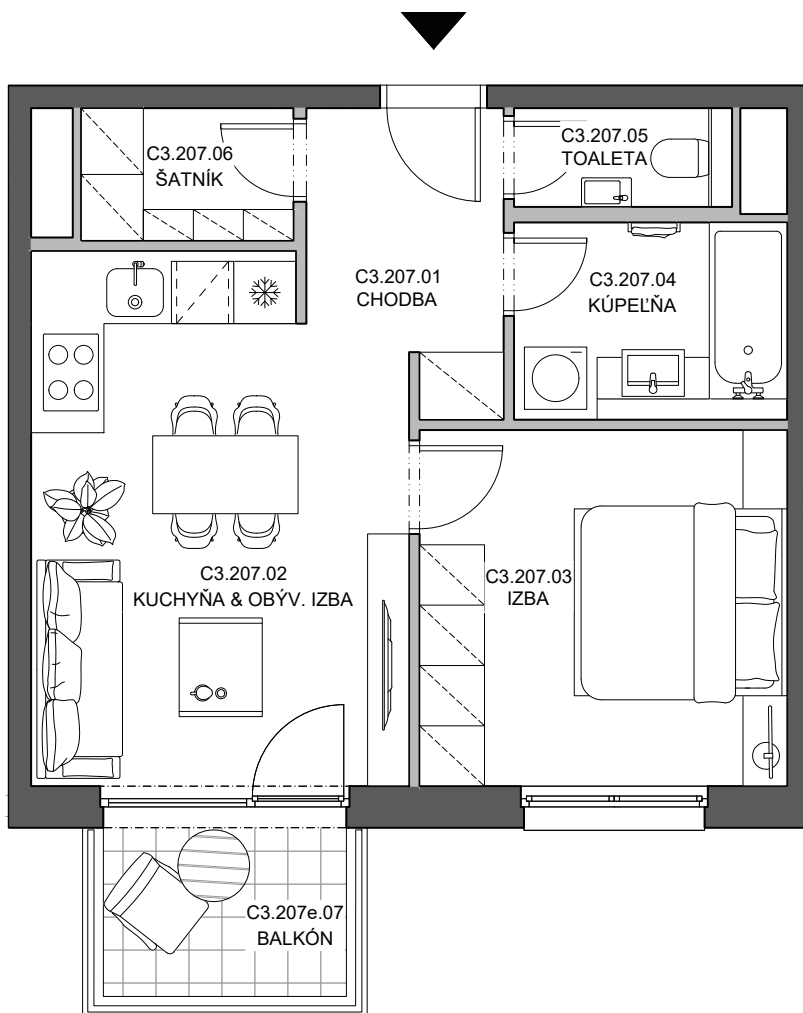 C3.207.06
ŠATNÍK
C3.207.05
TOALETA
C3.207.01
CHODBA
C3.207.04
KÚPEĽŇA
C3.207.02
KUCHYŇA & OBÝV. IZBA
C3.207.03
IZBA
C3.207e.07
BALKÓN